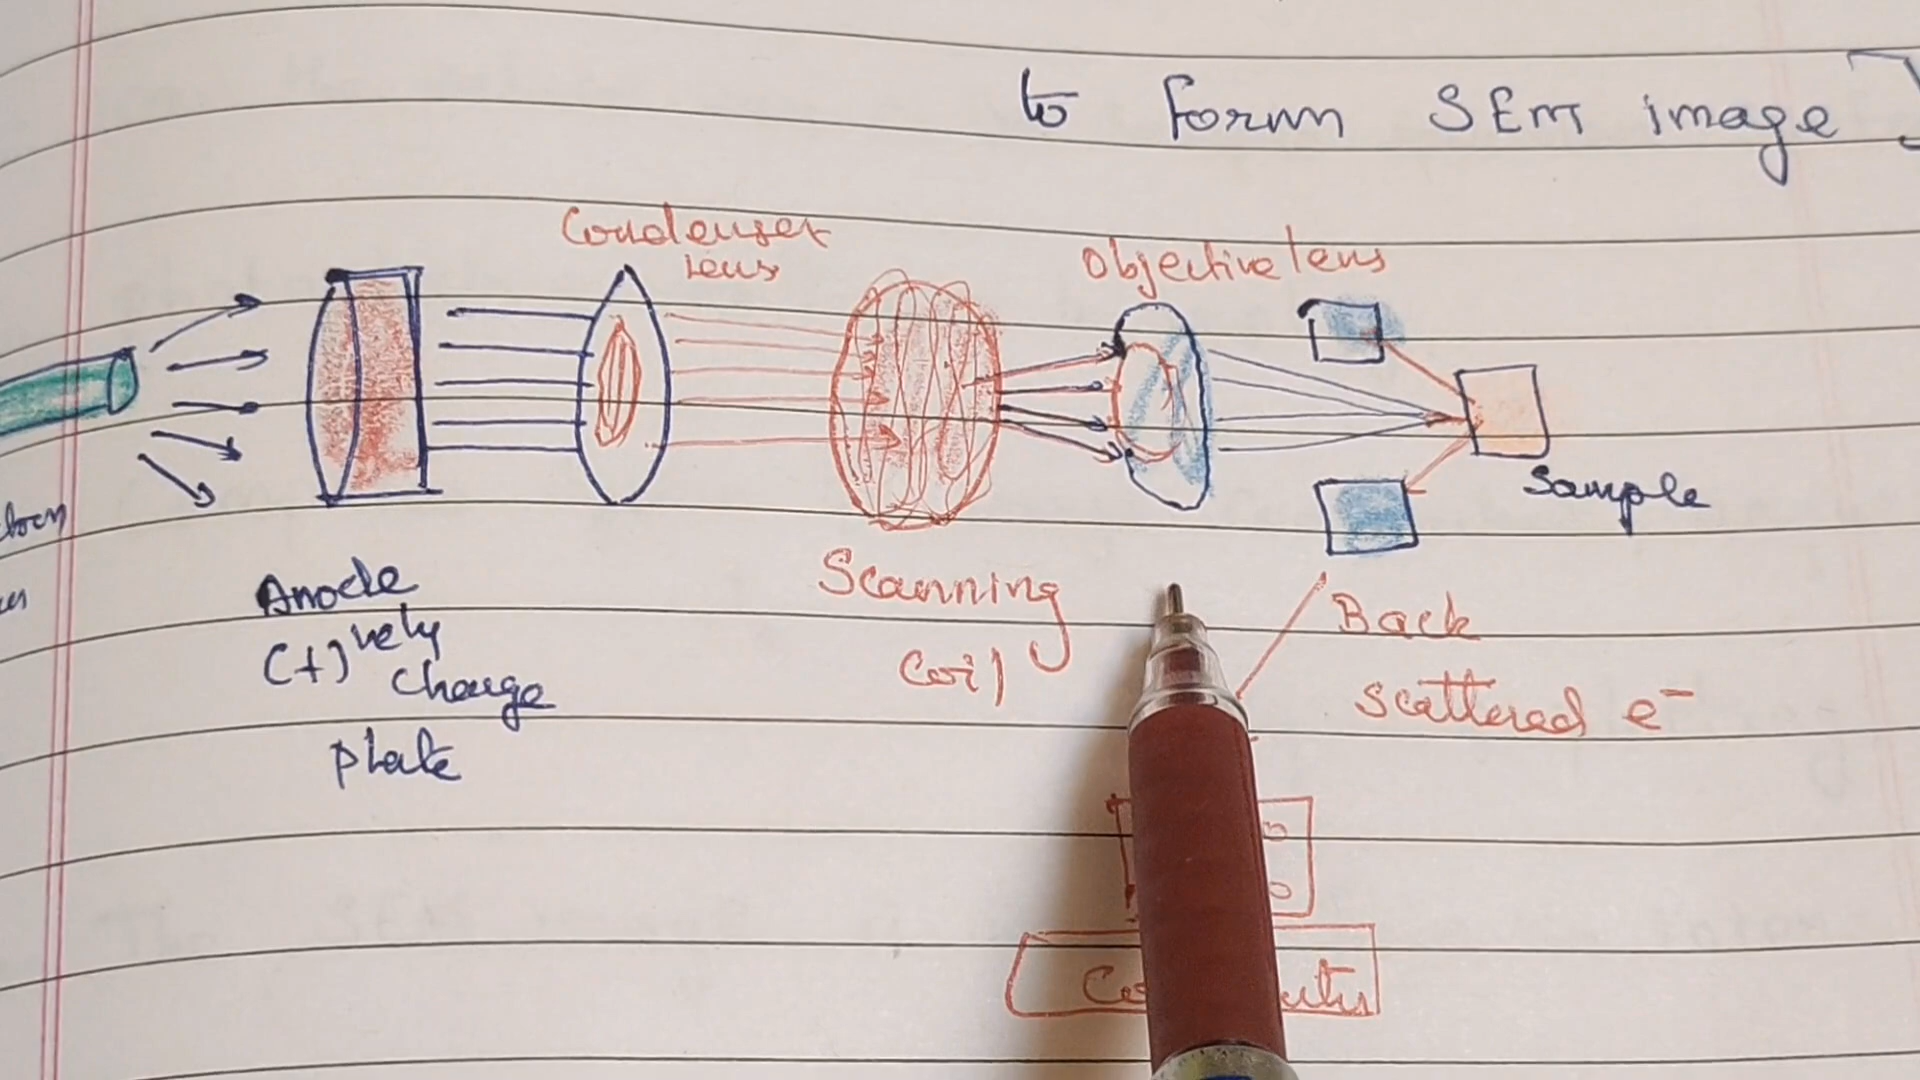 to form SEM image
Condenser
lens
Objective lens
Sample
Anode
(+)vely
charge
plate
Scanning
Coil
Back
scattered e⁻